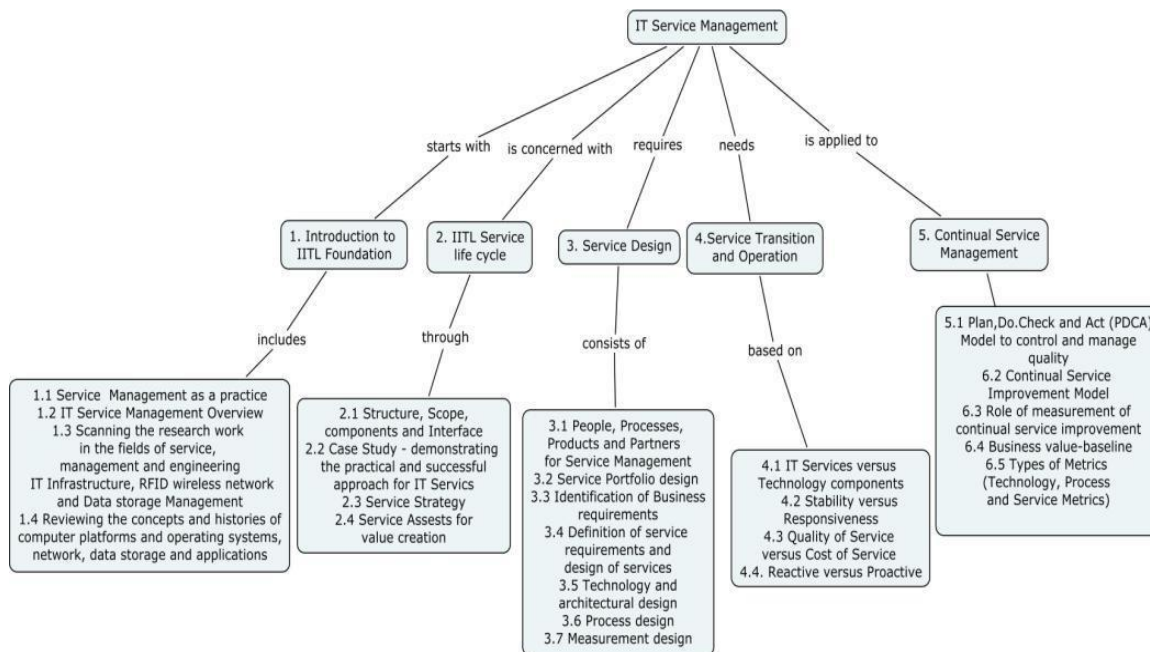 IT Service Management
starts with
is concerned with
requires
needs
is applied to
1. Introduction to
IITL Foundation
2. IITL Service
life cycle
3. Service Design
4.Service Transition
and Operation
5. Continual Service
Management
includes
through
consists of
based on
1.1 Service Management as a practice
1.2 IT Service Management Overview
1.3 Scanning the research work
in the fields of service,
management and engineering
IT Infrastructure, RFID wireless network
and Data storage Management
1.4 Reviewing the concepts and histories of
computer platforms and operating systems,
network, data storage and applications
2.1 Structure, Scope,
components and Interface
2.2 Case Study - demonstrating
the practical and successful
approach for IT Servics
2.3 Service Strategy
2.4 Service Assests for
value creation
3.1 People, Processes,
Products and Partners
for Service Management
3.2 Service Portfolio design
3.3 Identification of Business
requirements
3.4 Definition of service
requirements and
design of services
3.5 Technology and
architectural design
3.6 Process design
3.7 Measurement design
4.1 IT Services versus
Technology components
4.2 Stability versus
Responsiveness
4.3 Quality of Service
versus Cost of Service
4.4. Reactive versus Proactive
5.1 Plan,Do.Check and Act (PDCA)
Model to control and manage
quality
6.2 Continual Service
Improvement Model
6.3 Role of measurement of
continual service improvement
6.4 Business value-baseline
6.5 Types of Metrics
(Technology, Process
and Service Metrics)